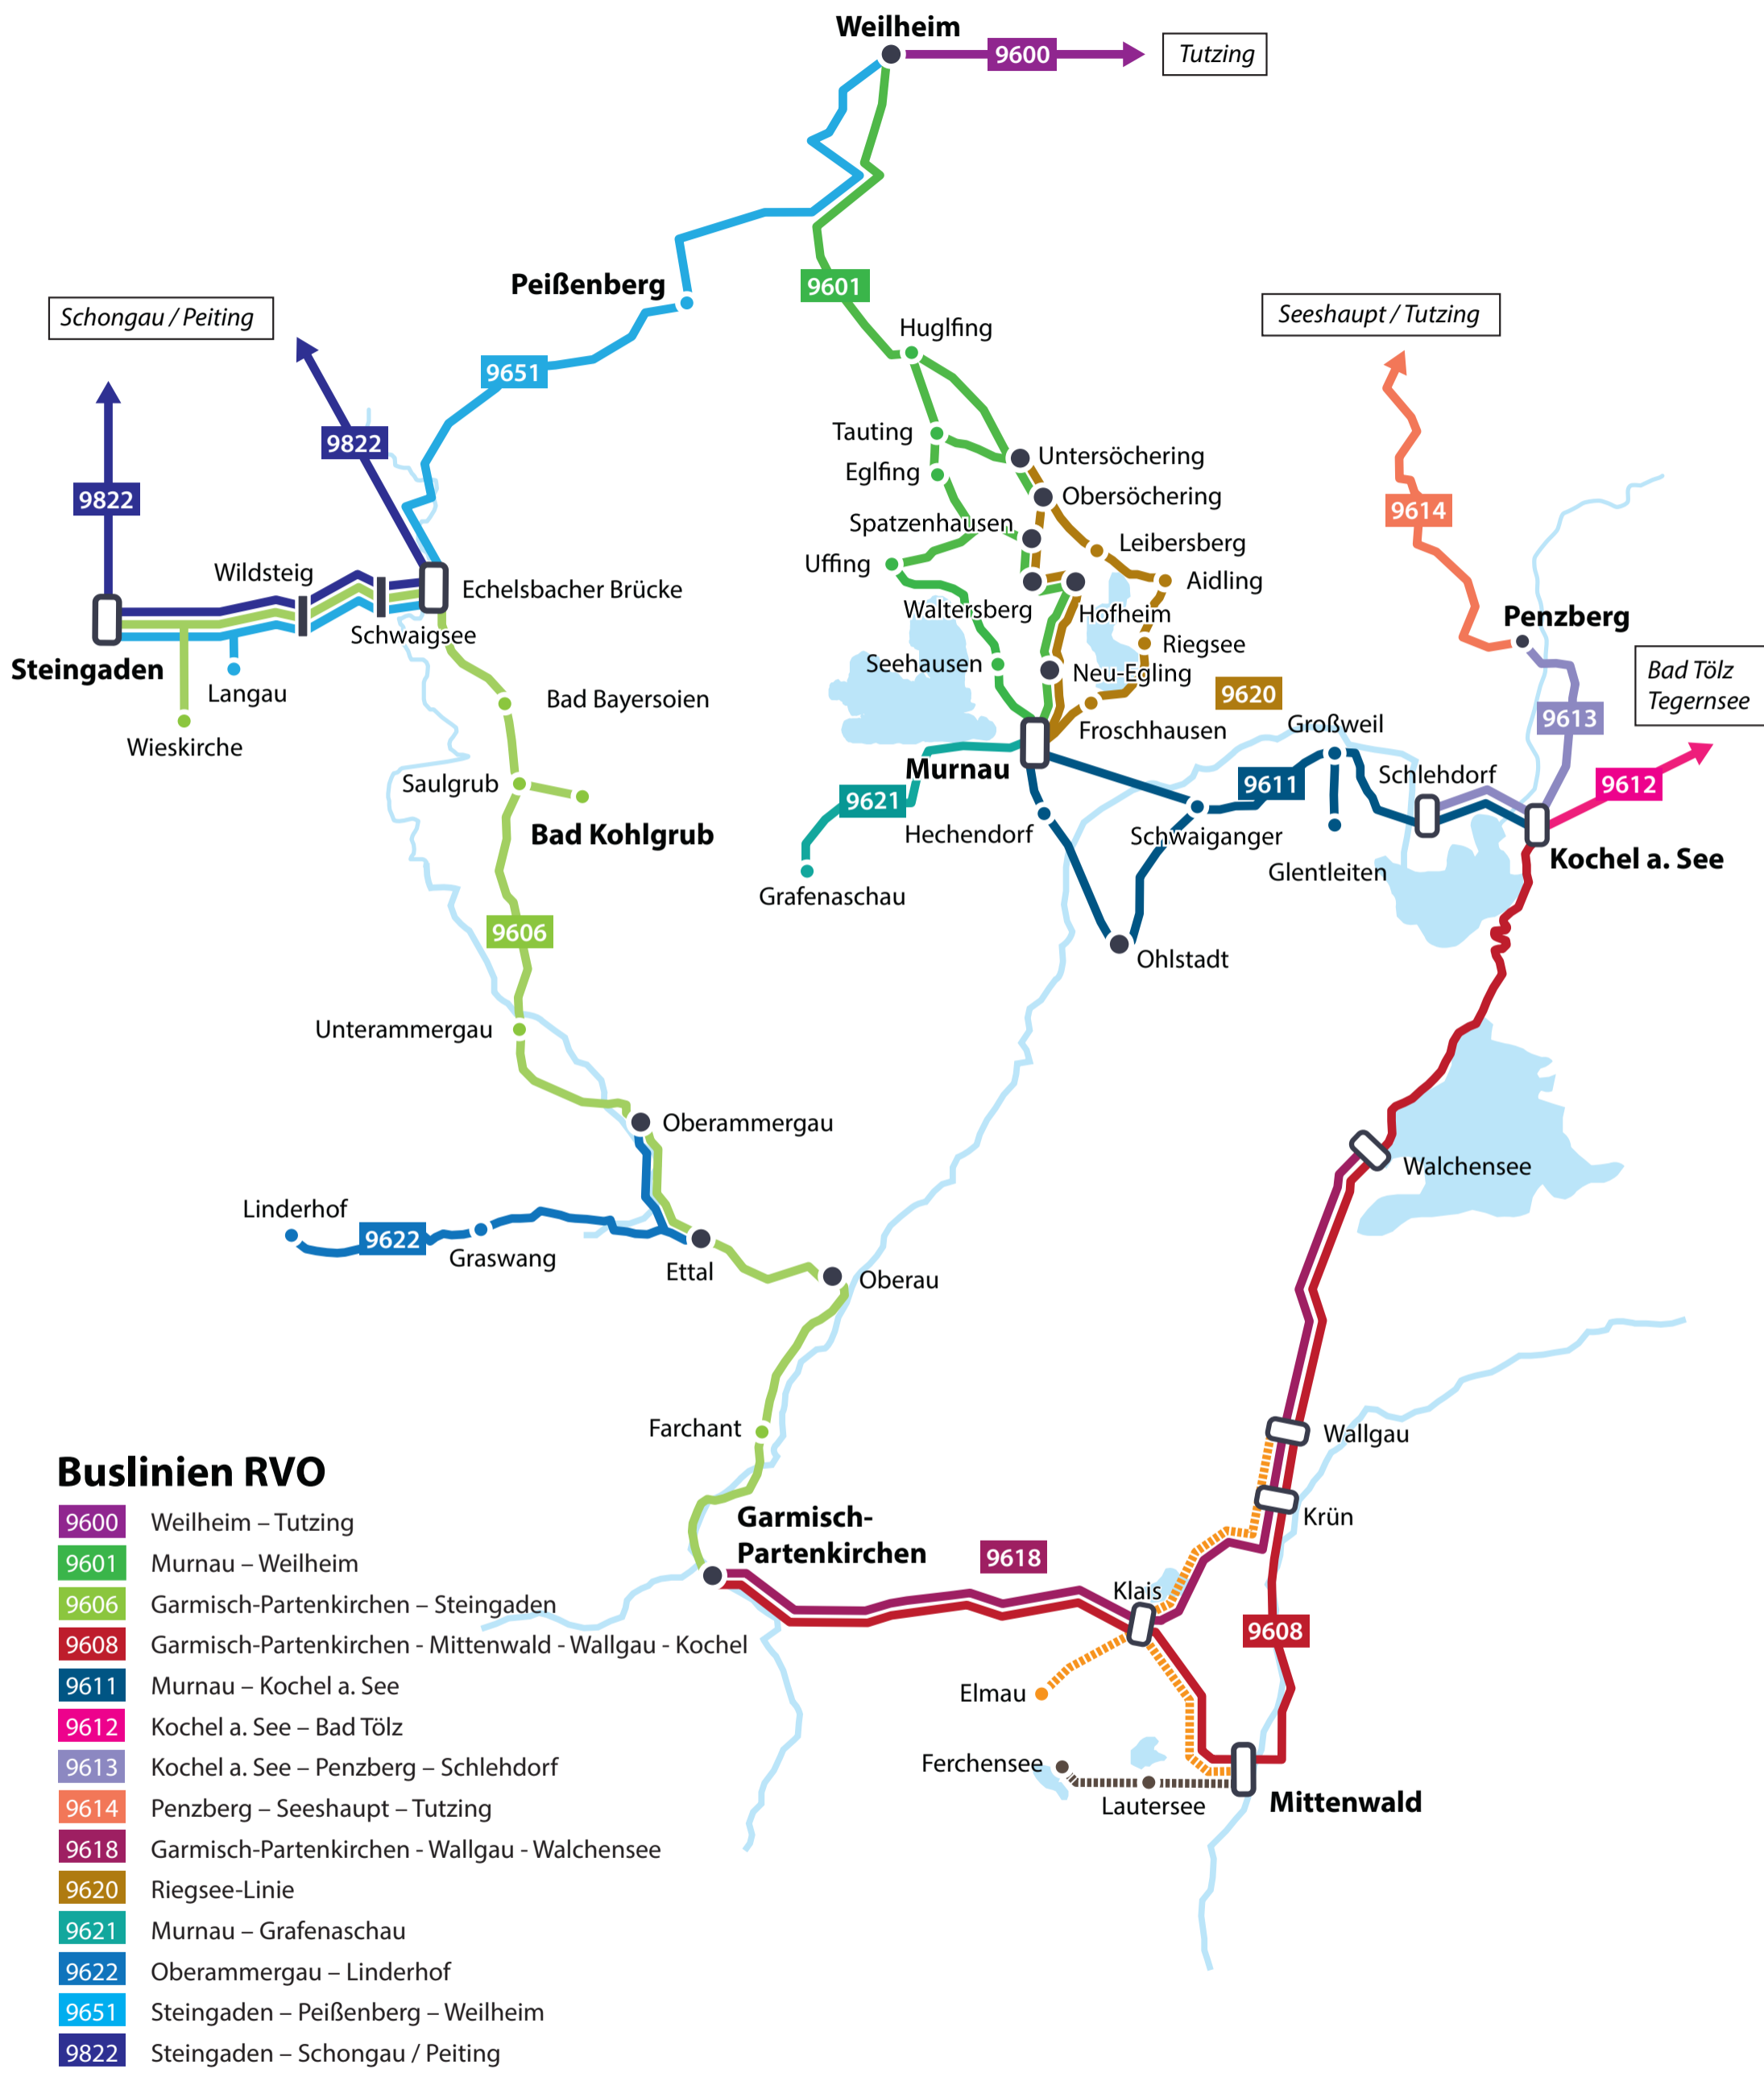 Weilheim
9600
Tutzing
Peißenberg
9601
Schongau / Peiting
Seeshaupt / Tutzing
Huglfing
9651
9822
Tauting
Untersöchering
Eglfing
9822
Obersöchering
9614
Spatzenhausen
Leibersberg
Uffing
Wildsteig
Aidling
Echelsbacher Brücke
Waltersberg
Hofheim
Penzberg
Schwaigsee
Riegsee
Steingaden
Seehausen
Neu-Egling
Bad Tölz
Tegernsee
Langau
9620
Bad Bayersoien
9613
Großweil
Froschhausen
Wieskirche
Murnau
Schlehdorf
Saulgrub
9611
9612
9621
Bad Kohlgrub
Hechendorf
Schwaiganger
Kochel a. See
Glentleiten
Grafenaschau
9606
Ohlstadt
Unterammergau
Oberammergau
Walchensee
Linderhof
9622
Graswang
Ettal
Oberau
Farchant
Wallgau
Garmisch-
Partenkirchen
Krün
9618
Klais
9608
Elmau
Ferchensee
Lautersee
Mittenwald
Buslinien RVO
9600 Weilheim – Tutzing
9601 Murnau – Weilheim
9606 Garmisch-Partenkirchen – Steingaden
9608 Garmisch-Partenkirchen - Mittenwald - Wallgau - Kochel
9611 Murnau – Kochel a. See
9612 Kochel a. See – Bad Tölz
9613 Kochel a. See – Penzberg – Schlehdorf
9614 Penzberg – Seeshaupt – Tutzing
9618 Garmisch-Partenkirchen - Wallgau - Walchensee
9620 Riegsee-Linie
9621 Murnau – Grafenaschau
9622 Oberammergau – Linderhof
9651 Steingaden – Peißenberg – Weilheim
9822 Steingaden – Schongau / Peiting